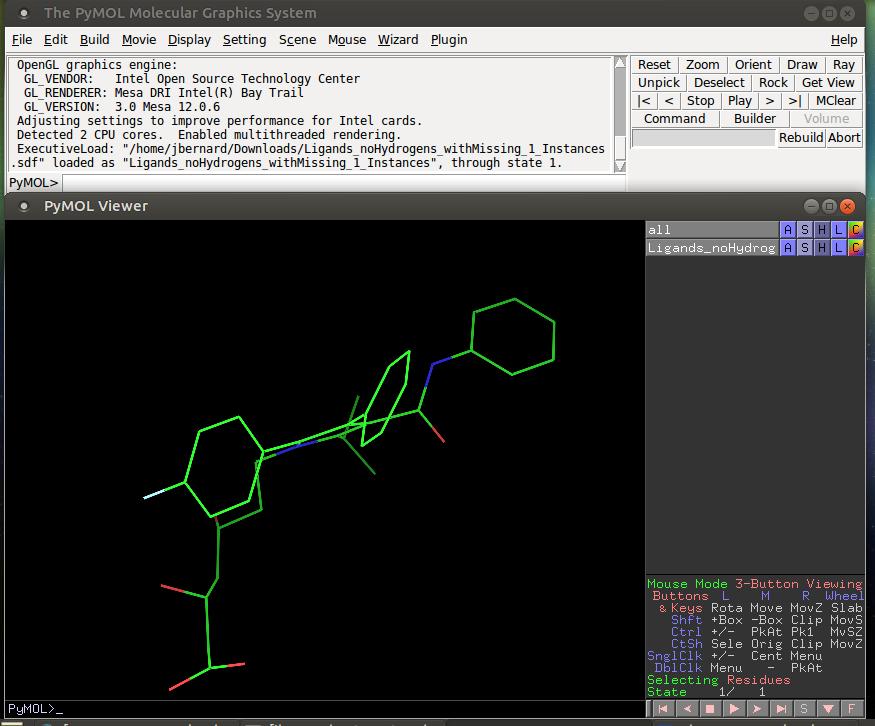 The PyMOL Molecular Graphics System
File Edit Build Movie Display Setting Scene Mouse Wizard Plugin Help
OpenGL graphics engine:
GL_VENDOR: Intel Open Source Technology Center
GL_RENDERER: Mesa DRI Intel(R) Bay Trail
GL_VERSION: 3.0 Mesa 12.0.6
Adjusting settings to improve performance for Intel cards.
Detected 2 CPU cores. Enabled multithreaded rendering.
ExecutiveLoad: "/home/jbernard/Downloads/Ligands_noHydrogens_withMissing_1_Instances
.sdf" loaded as "Ligands_noHydrogens_withMissing_1_Instances", through state 1.
PyMOL>
Reset Zoom Orient Draw Ray
Unpick Deselect Rock Get View
|< < Stop Play > >| MClear
Command Builder Volume
Rebuild Abort
PyMOL Viewer
all A S H L C
Ligands_noHydrog A S H L C
Mouse Mode 3-Button Viewing
Buttons L M R Wheel
& Keys Rota Move MovZ Slab
Shft +Box -Box Clip MovS
Ctrl +/- PkAt Pk1 MvSZ
CtSh Sele Orig Clip MovZ
SnglClk +/- Cent Menu
DblClk Menu - PkAt
Selecting Residues
State 1/ 1
PyMOL>_
S F